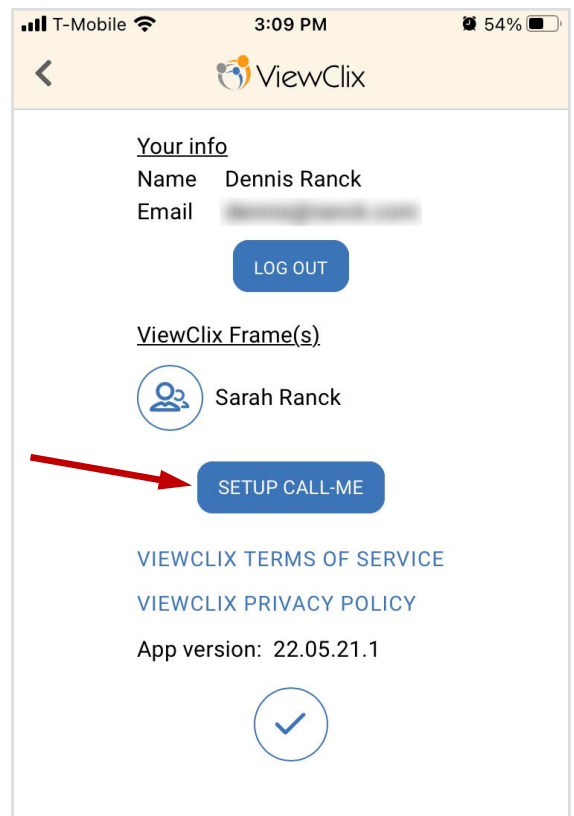 T-Mobile 3:09 PM 54%
ViewClix
Your info
Name Dennis Ranck
Email
LOG OUT
ViewClix Frame(s)
Sarah Ranck
SETUP CALL-ME
VIEWCLIX TERMS OF SERVICE
VIEWCLIX PRIVACY POLICY
App version: 22.05.21.1